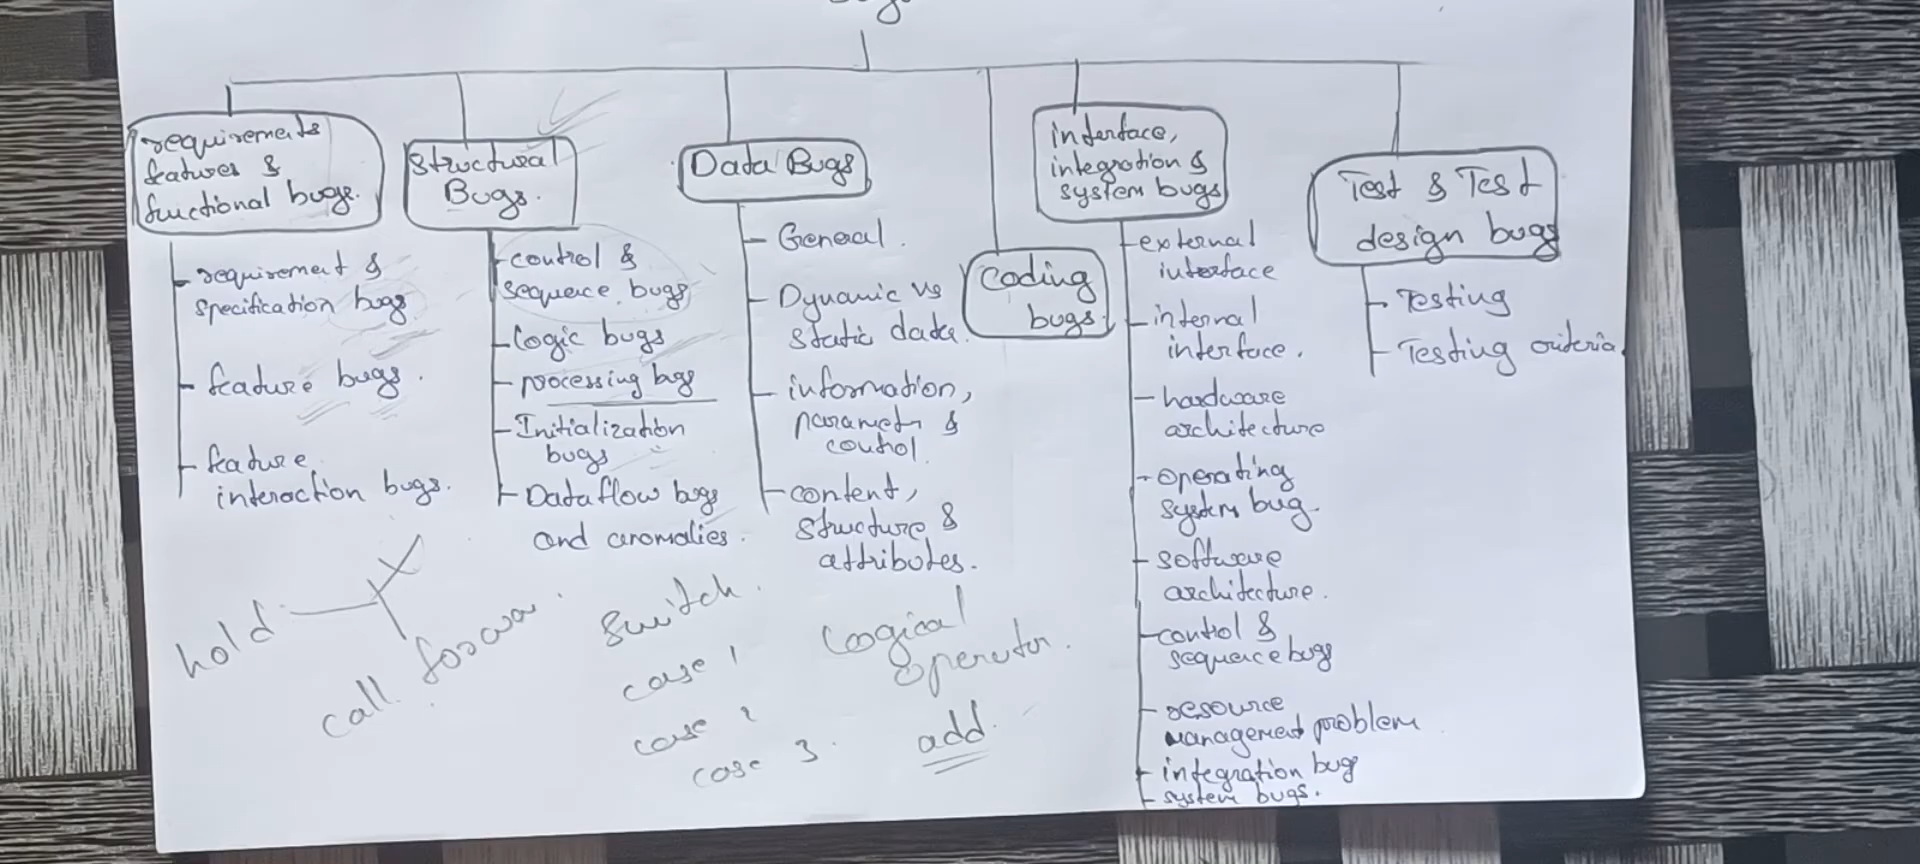 requirements
features &
functional bugs.
requirement &
specification bugs
feature bugs.
feature
interaction bugs.
Structural
Bugs.
control &
sequence bugs
Logic bugs
processing bugs
Initialization
bugs
Data flow bugs
and anomalies.
Data Bugs
General.
Dynamic vs
static data.
information,
parameter &
control.
content,
structure &
attributes.
Coding
bugs.
interface,
integration &
system bugs
external
interface
internal
interface.
hardware
architecture
operating
system bug.
software
architecture.
control &
sequence bugs
resource
management problem
integration bug
system bugs.
Test & Test
design bugs
Testing
Testing criteria.
hold
call
switch.
case 1
case 2
case 3.
Logical
operator.
add.